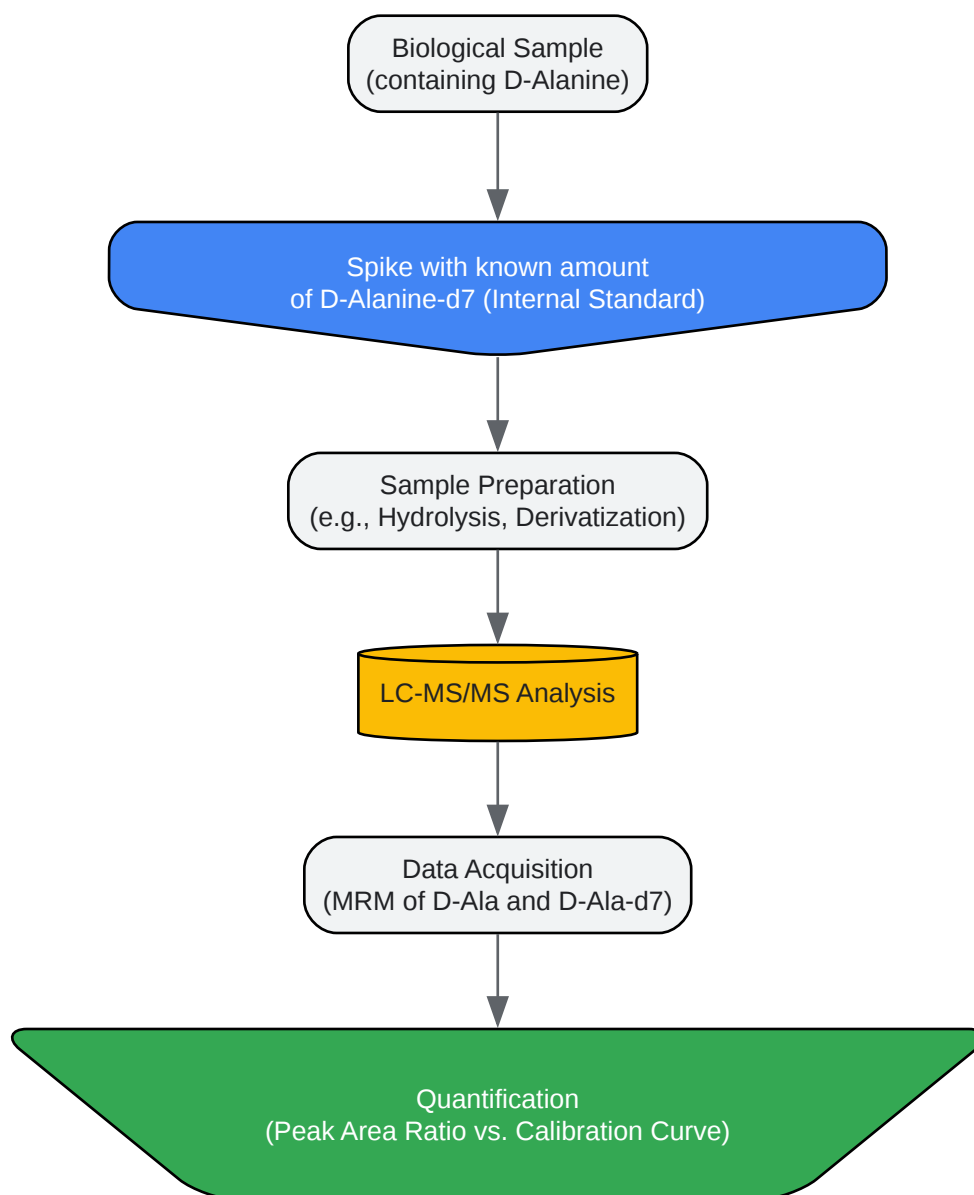 Biological Sample
(containing D-Alanine)
Spike with known amount
of D-Alanine-d7 (Internal Standard)
Sample Preparation
(e.g., Hydrolysis, Derivatization)
LC-MS/MS Analysis
Data Acquisition
(MRM of D-Ala and D-Ala-d7)
Quantification
(Peak Area Ratio vs. Calibration Curve)